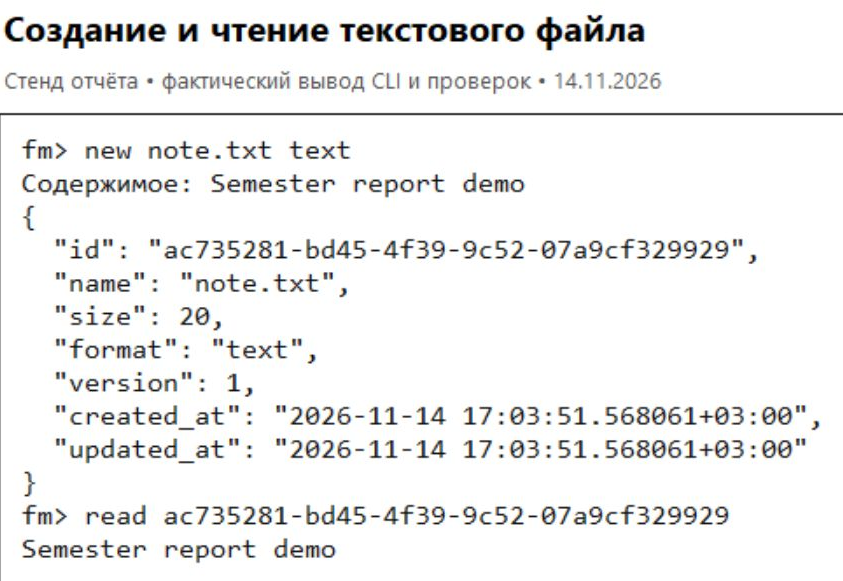 Создание и чтение текстового файла
Стенд отчёта • фактический вывод CLI и проверок • 14.11.2026
fm> new note.txt text
Содержимое: Semester report demo
{
  "id": "ac735281-bd45-4f39-9c52-07a9cf329929",
  "name": "note.txt",
  "size": 20,
  "format": "text",
  "version": 1,
  "created_at": "2026-11-14 17:03:51.568061+03:00",
  "updated_at": "2026-11-14 17:03:51.568061+03:00"
}
fm> read ac735281-bd45-4f39-9c52-07a9cf329929
Semester report demo